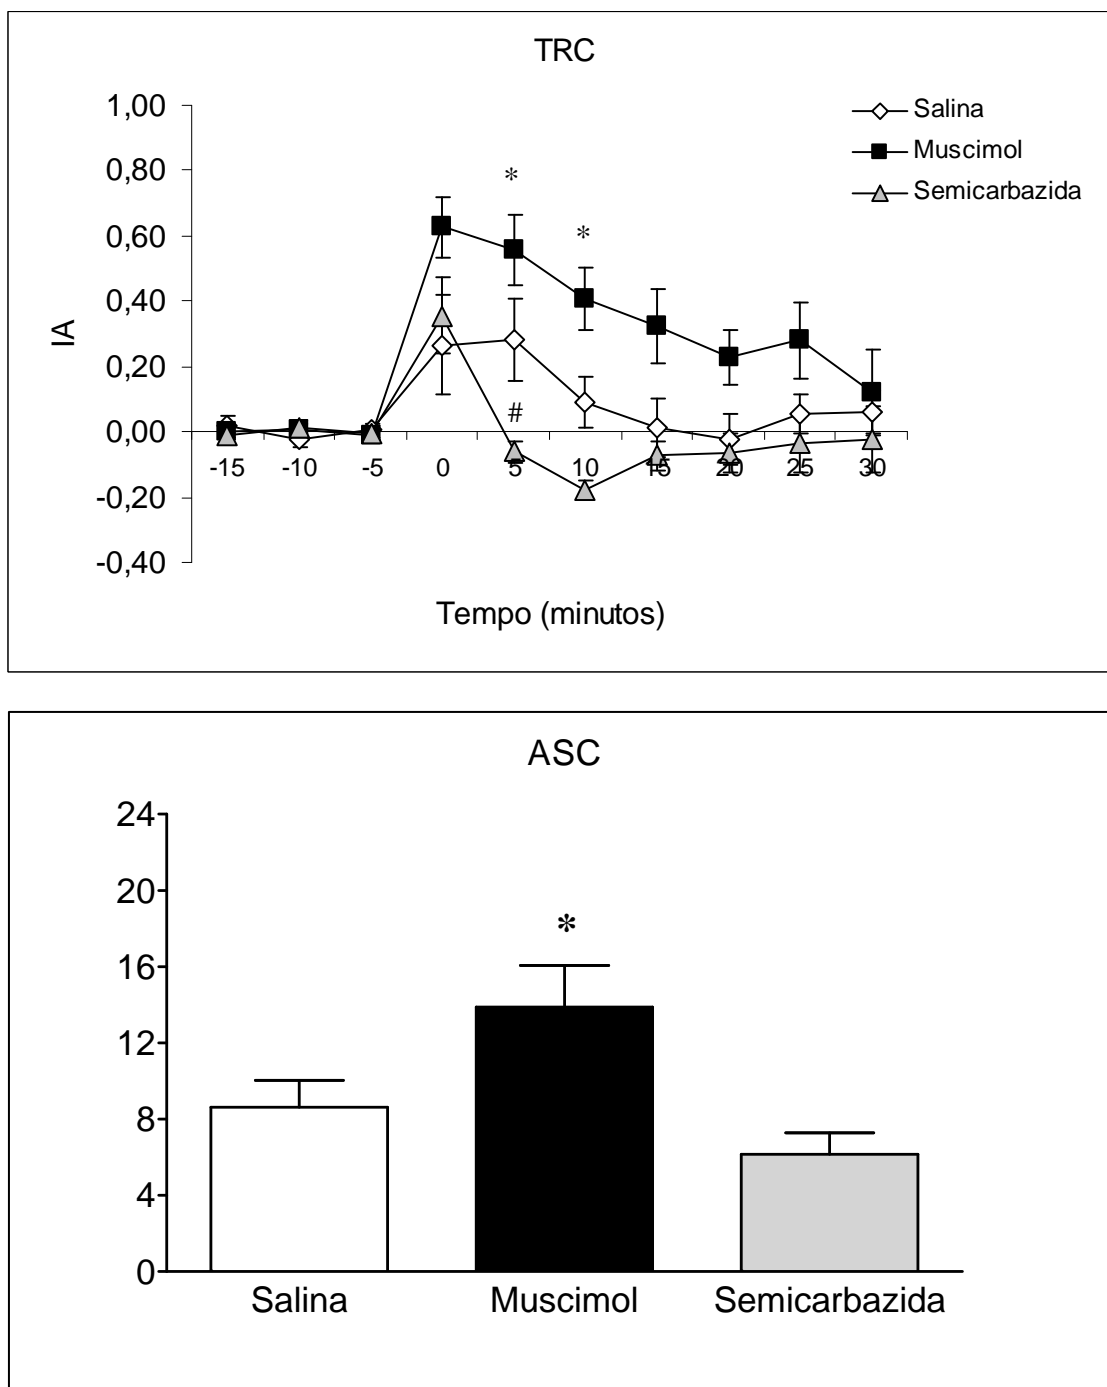 TRC
1,00
0,80
0,60
0,40
0,20
0,00
-0,20
-0,40
IA
Salina
Muscimol
Semicarbazida
*
*
#
-15 -10 -5 0 5 10 15 20 25 30
Tempo (minutos)
ASC
24
20
16
12
8
4
0
*
Salina Muscimol Semicarbazida